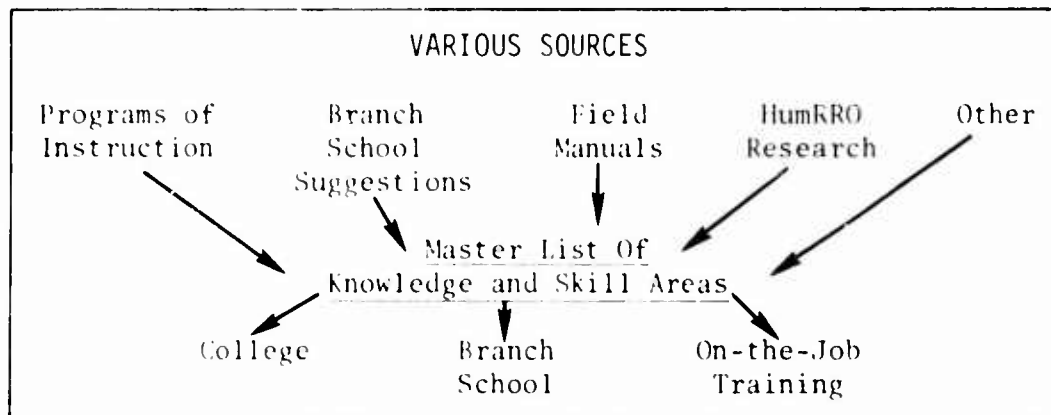 VARIOUS SOURCES
Programs of
Instruction
Branch
School
Suggestions
Field
Manuals
HumRRO
Research
Other
Master List Of
Knowledge and Skill Areas
College
Branch
School
On-the-Job
Training